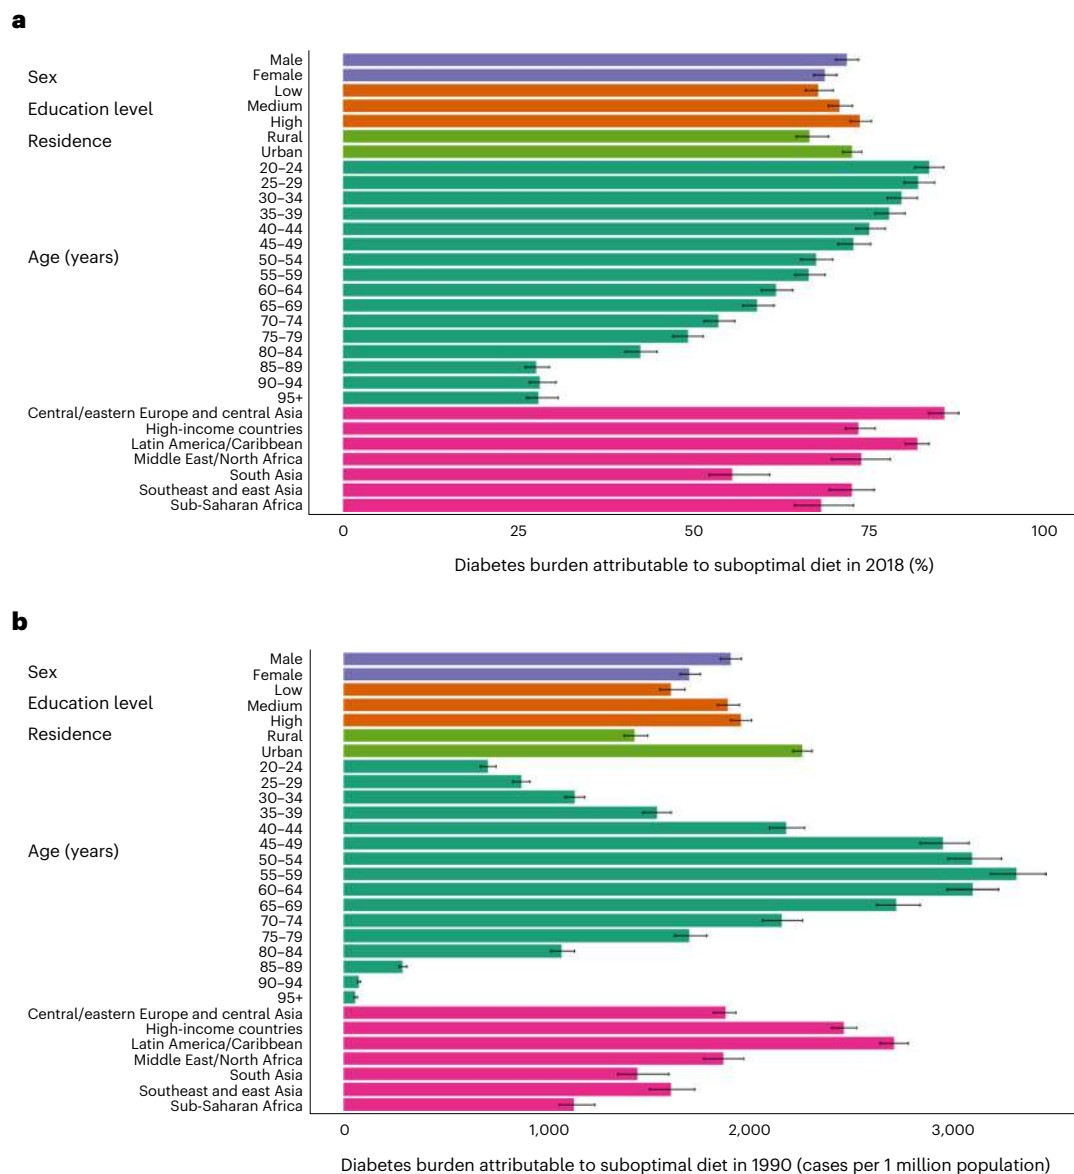 a
Male
Sex
Female
Low
Education level
Medium
High
Residence
Rural
Urban
20–24
25–29
30–34
35–39
40–44
45–49
Age (years)
50–54
55–59
60–64
65–69
70–74
75–79
80–84
85–89
90–94
95+
Central/eastern Europe and central Asia
High-income countries
Latin America/Caribbean
Middle East/North Africa
South Asia
Southeast and east Asia
Sub-Saharan Africa
0 25 50 75 100
Diabetes burden attributable to suboptimal diet in 2018 (%)
b
Male
Sex
Female
Low
Education level
Medium
High
Residence
Rural
Urban
20–24
25–29
30–34
35–39
40–44
45–49
Age (years)
50–54
55–59
60–64
65–69
70–74
75–79
80–84
85–89
90–94
95+
Central/eastern Europe and central Asia
High-income countries
Latin America/Caribbean
Middle East/North Africa
South Asia
Southeast and east Asia
Sub-Saharan Africa
0 1,000 2,000 3,000
Diabetes burden attributable to suboptimal diet in 1990 (cases per 1 million population)